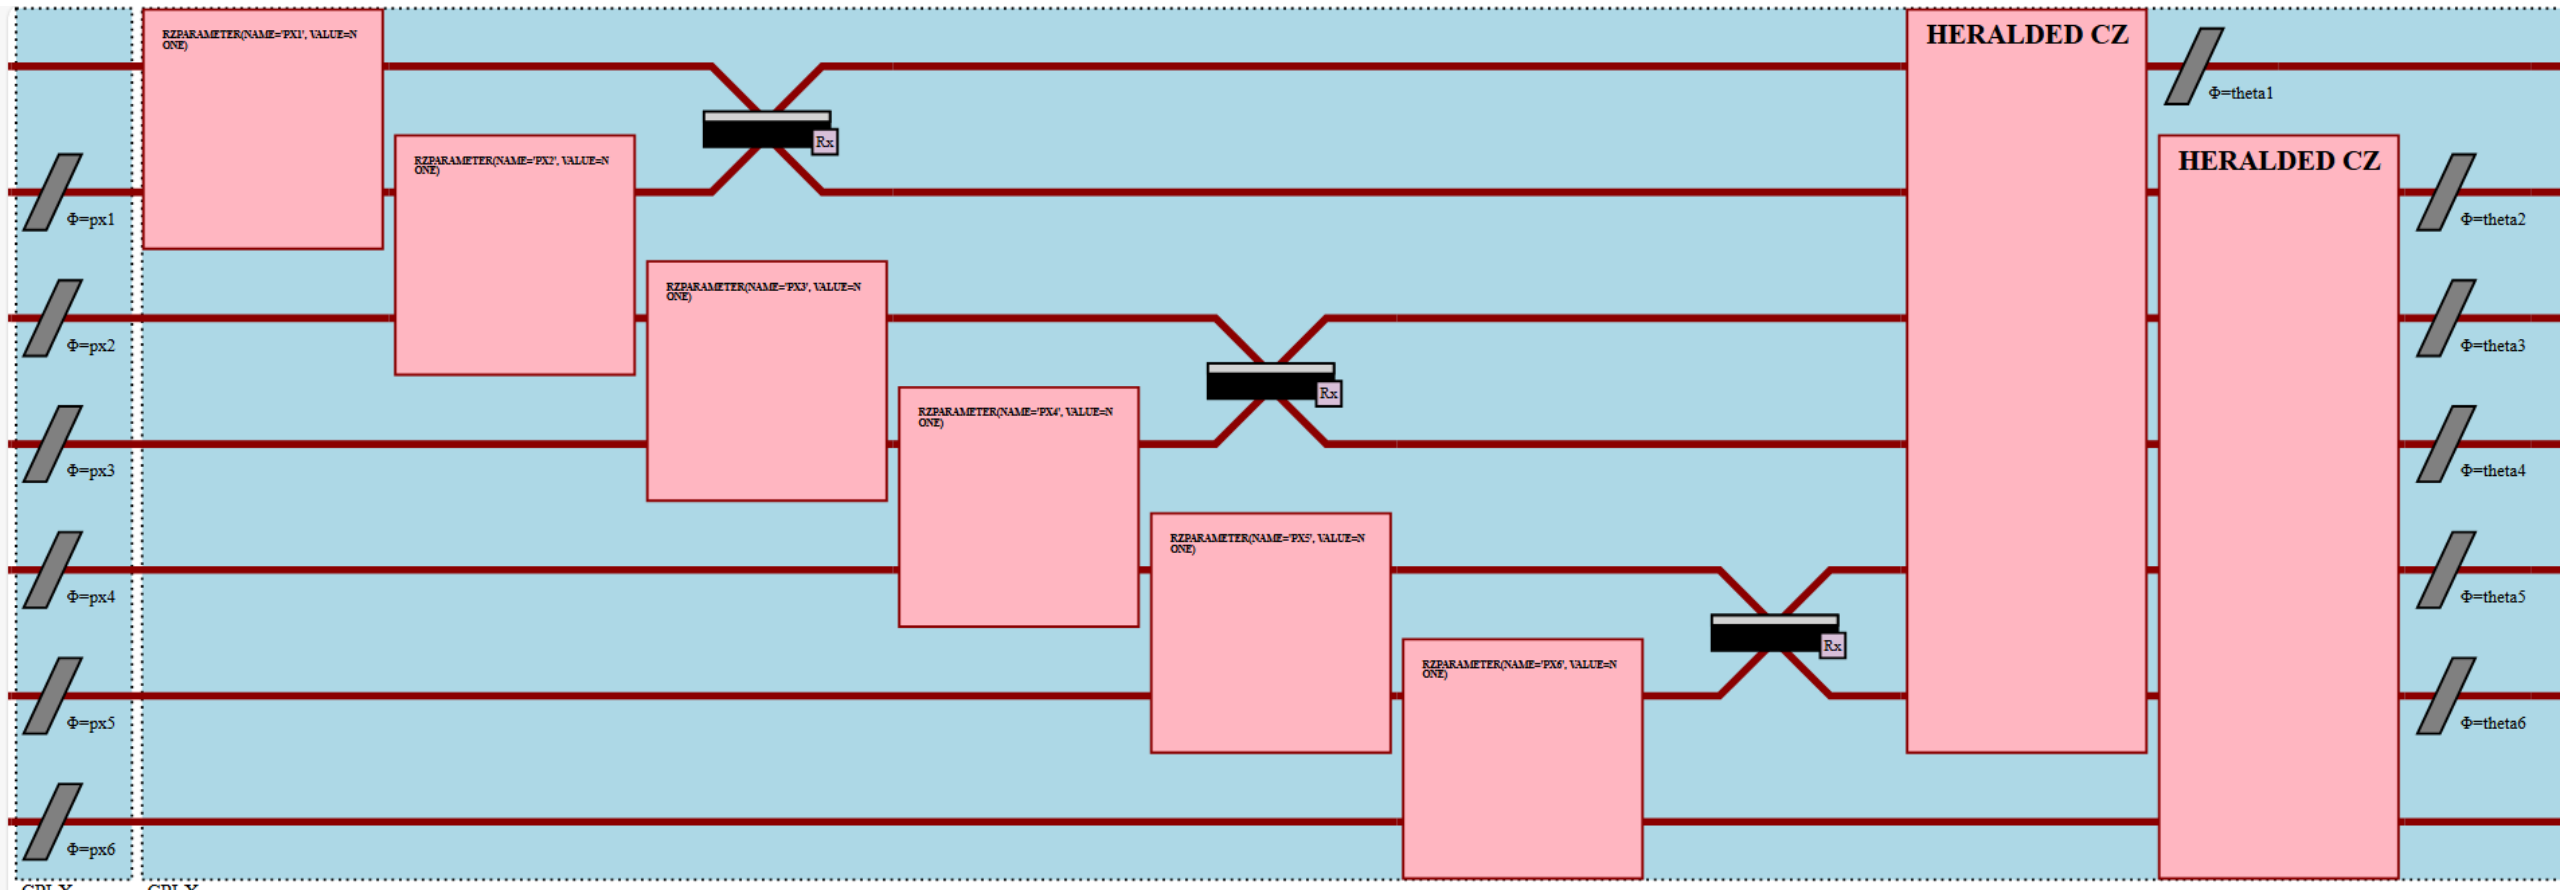 RZPARAMETER(NAME='PX1', VALUE=N
ONE)
HERALDED CZ
Φ=theta1
Rx
RZPARAMETER(NAME='PX2', VALUE=N
ONE)
HERALDED CZ
Φ=px1
Φ=theta2
RZPARAMETER(NAME='PX3', VALUE=N
ONE)
Φ=px2
Φ=theta3
Rx
RZPARAMETER(NAME='PX4', VALUE=N
ONE)
Φ=px3
Φ=theta4
RZPARAMETER(NAME='PX5', VALUE=N
ONE)
Φ=px4
Φ=theta5
Rx
RZPARAMETER(NAME='PX6', VALUE=N
ONE)
Φ=px5
Φ=theta6
Φ=px6